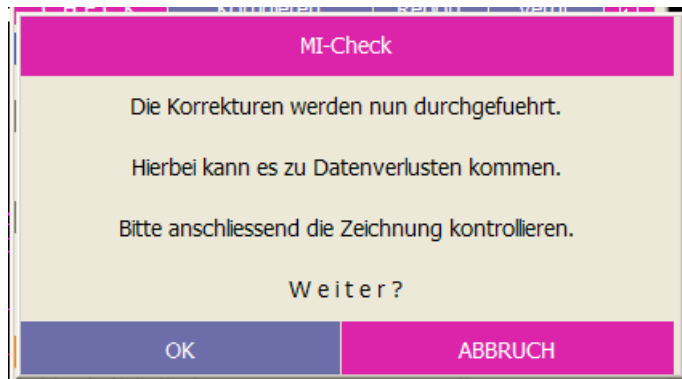 MI-Check
Die Korrekturen werden nun durchgefuehrt.
Hierbei kann es zu Datenverlusten kommen.
Bitte anschliessend die Zeichnung kontrollieren.
W e i t e r ?
OK
ABBRUCH